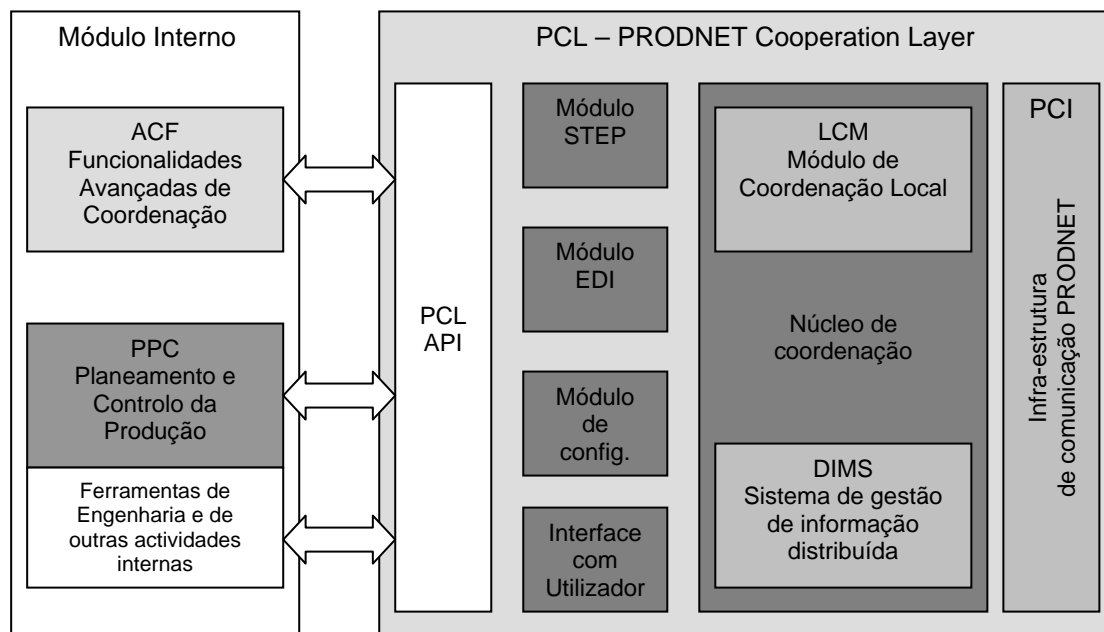 Módulo Interno
ACF
Funcionalidades
Avançadas de
Coordenação
PPC
Planeamento e
Controlo da
Produção
Ferramentas de
Engenharia e de
outras actividades
internas
PCL – PRODNET Cooperation Layer
PCL
API
Módulo
STEP
Módulo
EDI
Módulo
de
config.
Interface
com
Utilizador
LCM
Módulo de
Coordenação Local
Núcleo de
coordenação
DIMS
Sistema de gestão
de informação
distribuída
PCI
Infra-estrutura
de comunicação PRODNET